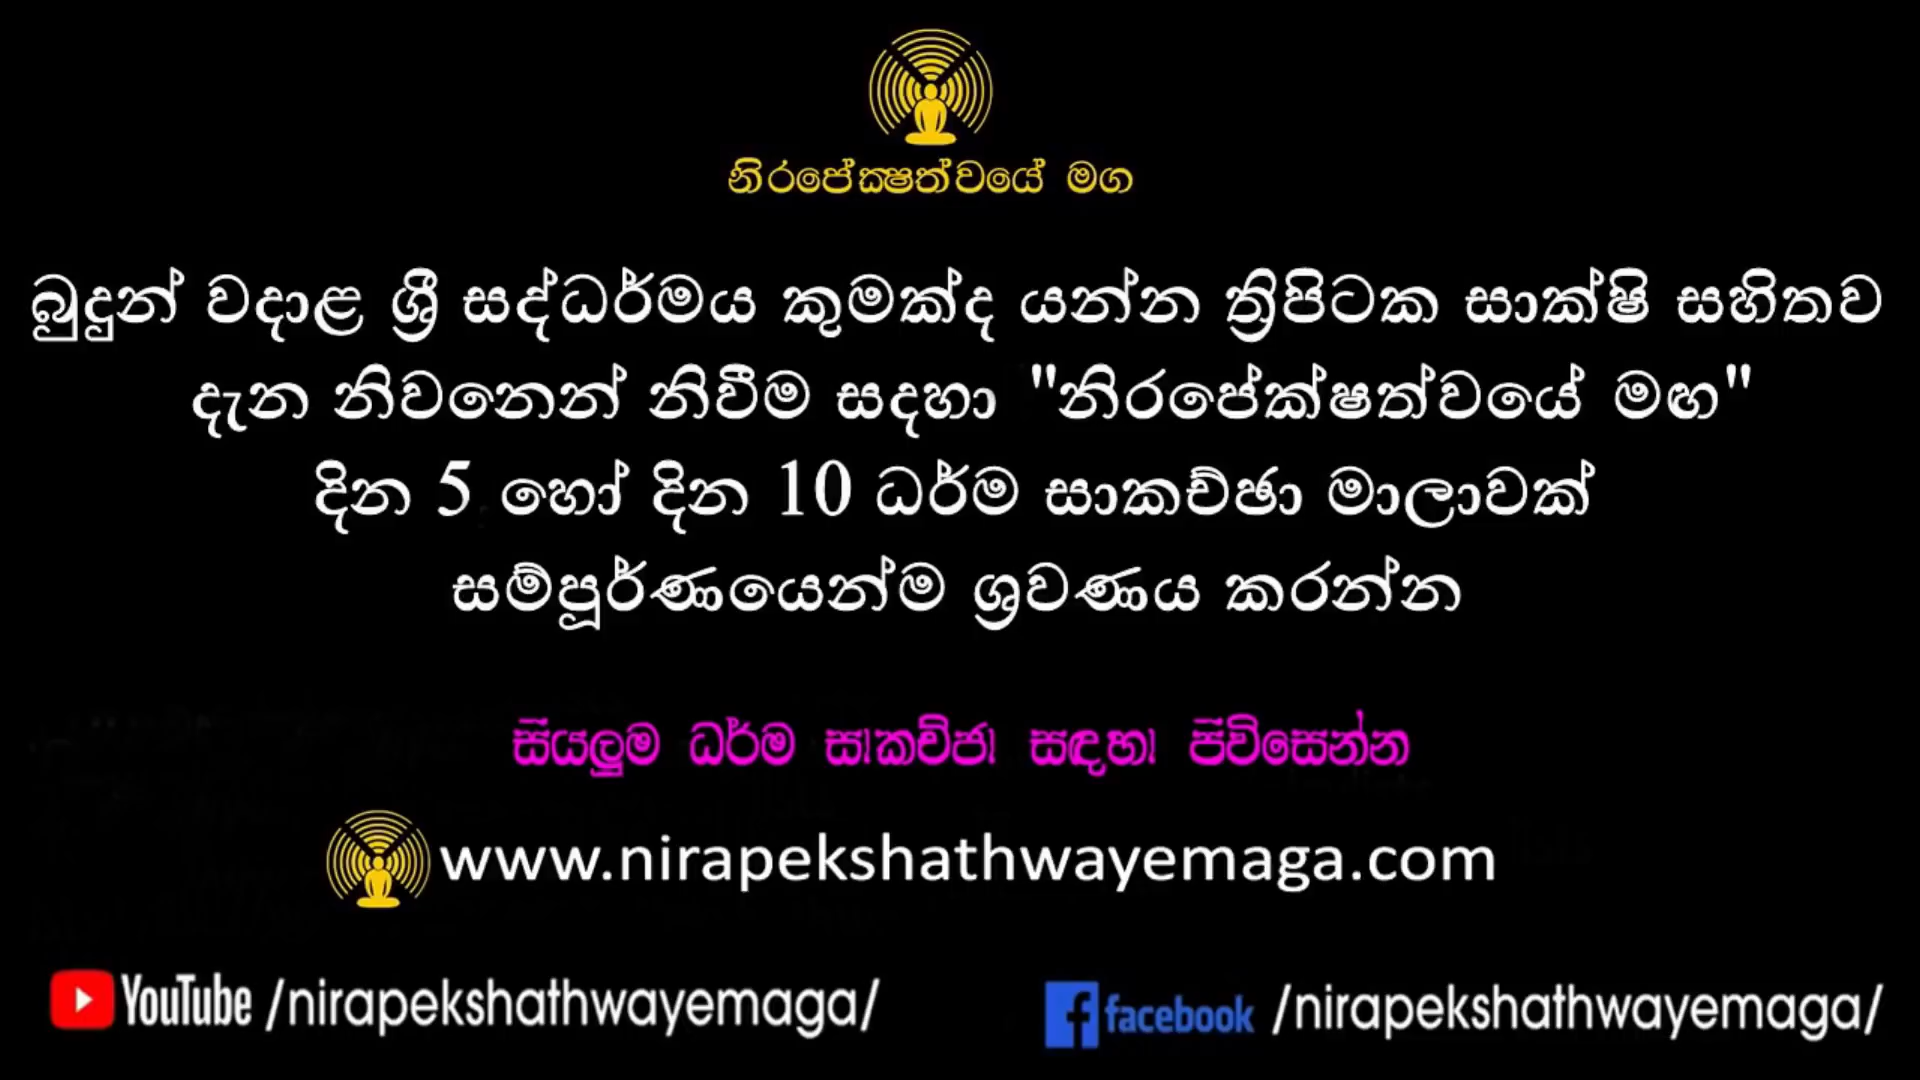 නිරපේක්‍ෂත්වයේ මග
බුදුන් වදාළ ශ්‍රී සද්ධර්මය කුමක්ද යන්න ත්‍රිපිටක සාක්ෂි සහිතව
දැන නිවනෙන් නිවීම සදහා "නිරපේක්ෂත්වයේ මඟ"
දින 5 හෝ දින 10 ධර්ම සාකච්ඡා මාලාවක්
සම්පූර්ණයෙන්ම ශ්‍රවණය කරන්න
සියලුම ධර්ම සාකච්ඡා සඳහා පිවිසෙන්න
www.nirapekshathwayemaga.com
YouTube /nirapekshathwayemaga/
facebook /nirapekshathwayemaga/